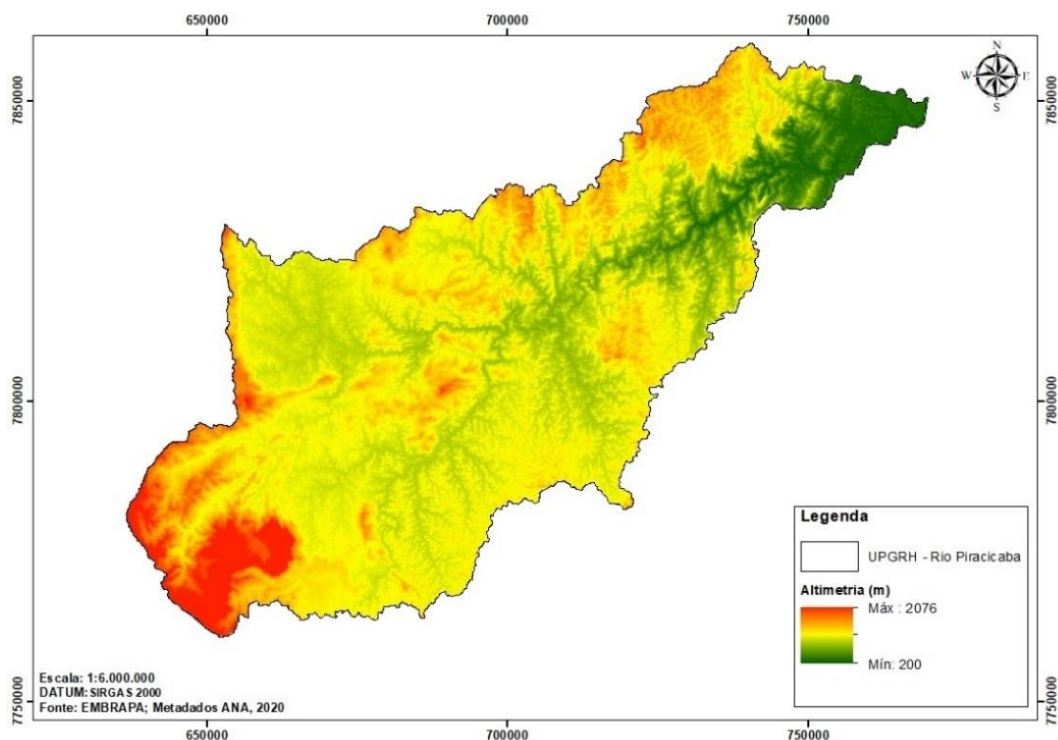 650000
700000
750000
7850000
7850000
N
W
E
S
7800000
7800000
Legenda
UPGRH - Rio Piracicaba
Altimetria (m)
Máx : 2076
Mín: 200
Escala: 1:6.000.000
DATUM: SIRGAS 2000
Fonte: EMBRAPA; Metadados ANA, 2020
7750000
7750000
650000
700000
750000